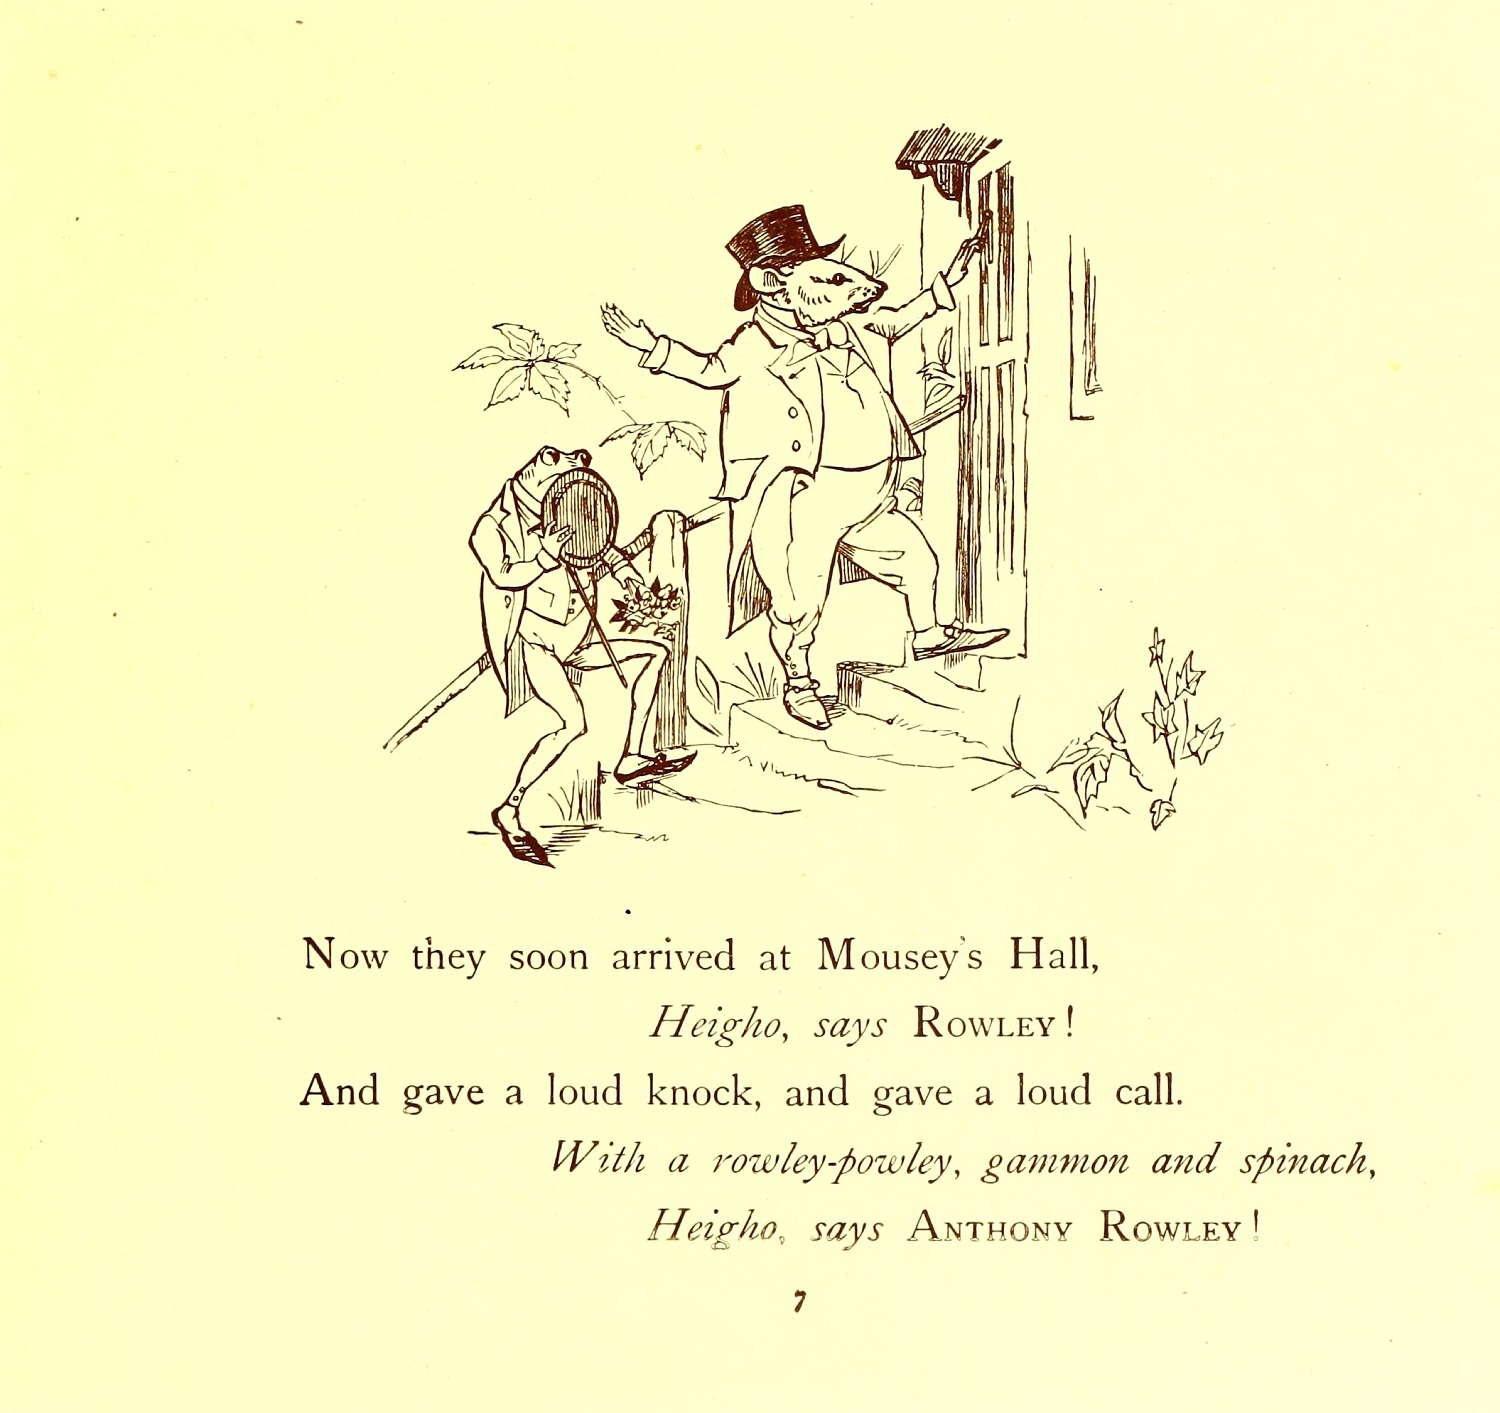 Now they soon arrived at Mousey's Hall,
Heigho, says ROWLEY!
And gave a loud knock, and gave a loud call.
With a rowley-powley, gammon and spinach,
Heigho, says ANTHONY ROWLEY!
7